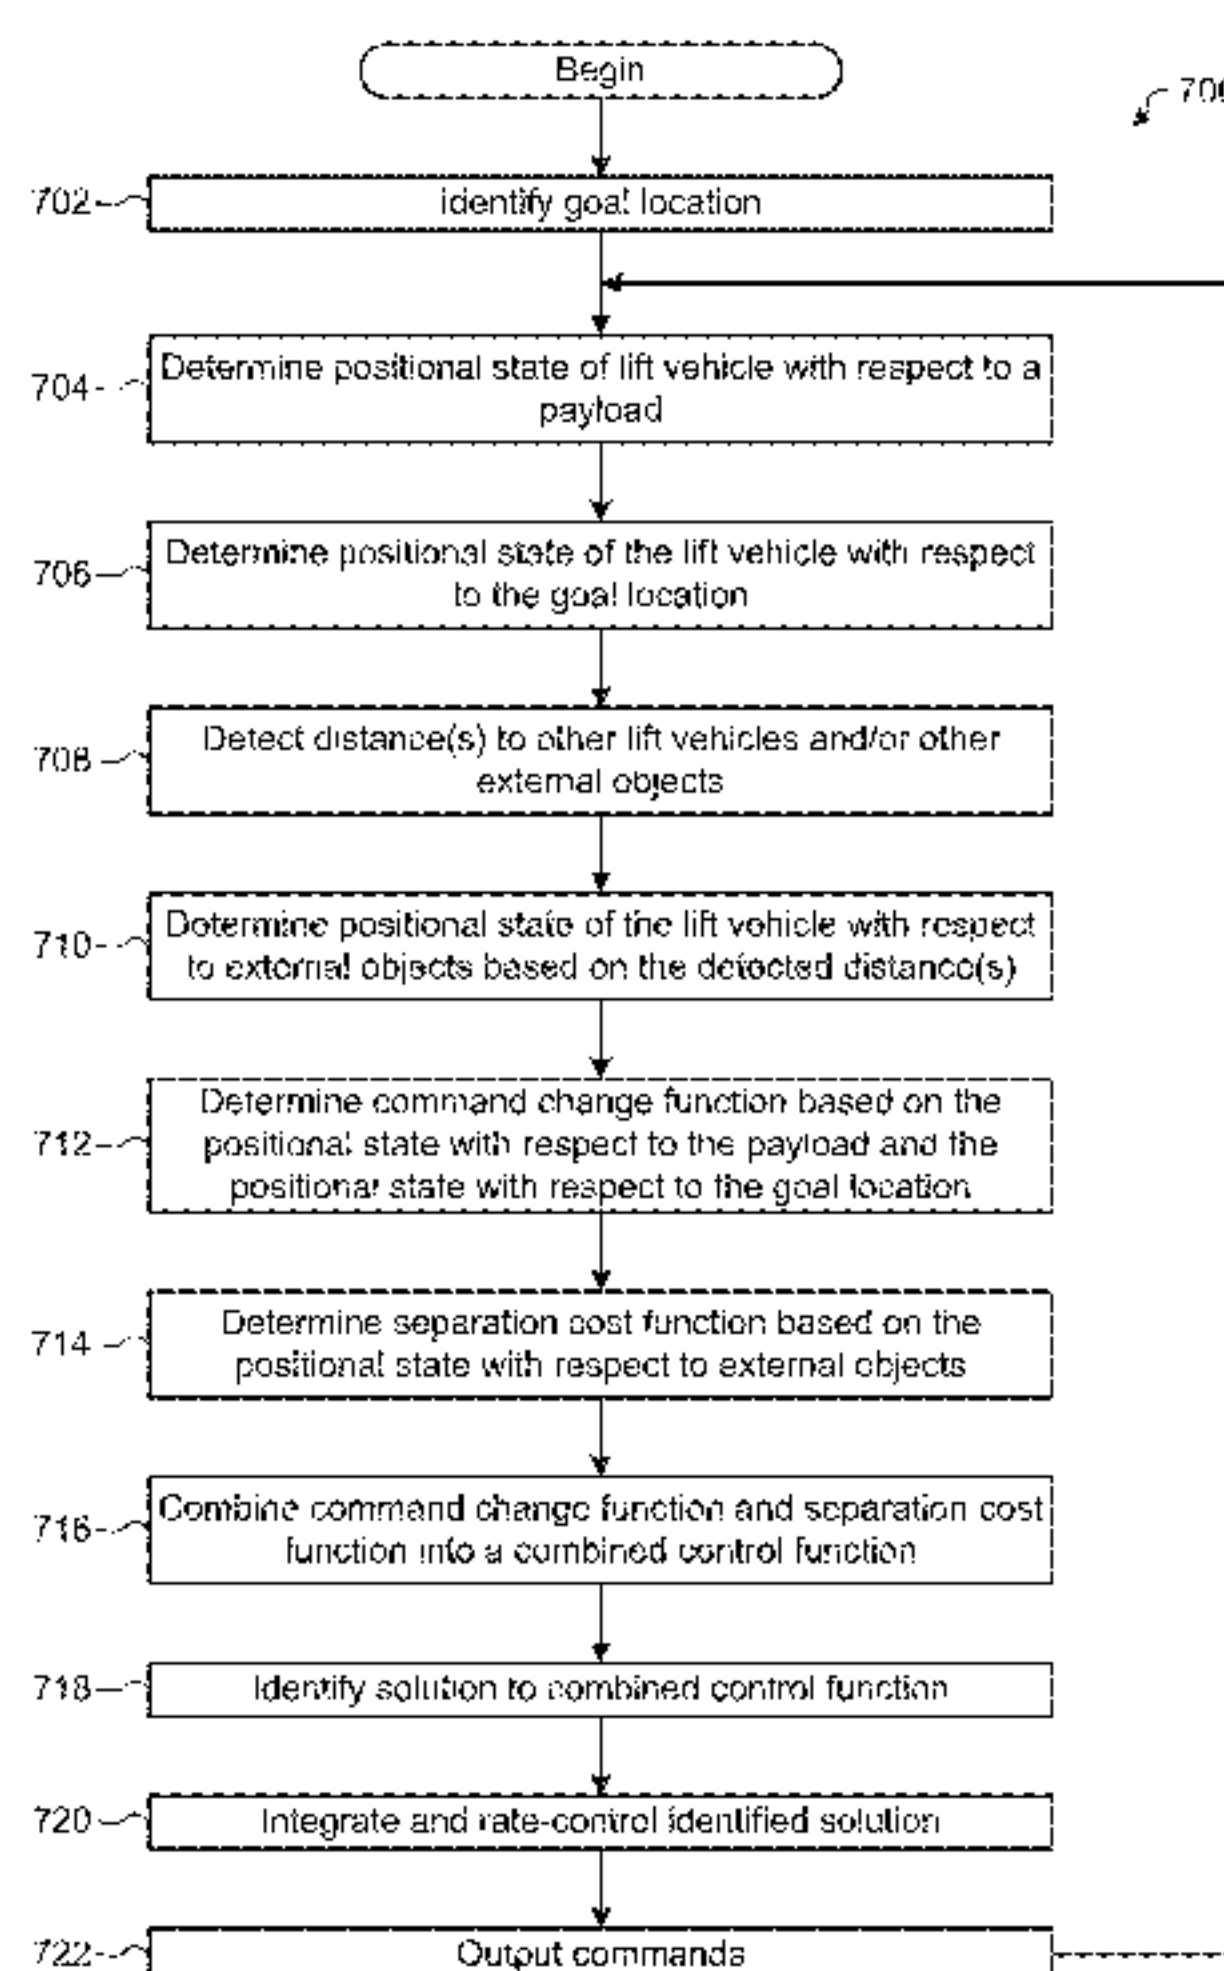 Begin
700
702
identify goal location
704
Determine positional state of lift vehicle with respect to a
payload
706
Determine positional state of the lift vehicle with respect
to the goal location
708
Detect distance(s) to other lift vehicles and/or other
external objects
710
Determine positional state of the lift vehicle with respect
to external objects based on the detected distance(s)
712
Determine command change function based on the
positional state with respect to the payload and the
positional state with respect to the goal location
714
Determine separation cost function based on the
positional state with respect to external objects
716
Combine command change function and separation cost
function into a combined control function
718
Identify solution to combined control function
720
Integrate and rate-control identified solution
722
Output commands